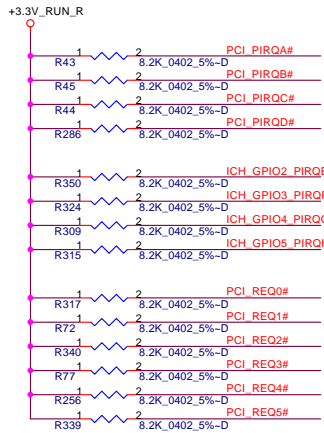 +3.3V_RUN_R
1 2 PCI_PIRQA#
R43 8.2K_0402_5%~D
1 2 PCI_PIRQB#
R45 8.2K_0402_5%~D
1 2 PCI_PIRQC#
R44 8.2K_0402_5%~D
1 2 PCI_PIRQD#
R286 8.2K_0402_5%~D
1 2 ICH_GPIO2_PIRQE
R350 8.2K_0402_5%~D
1 2 ICH_GPIO3_PIRQF
R324 8.2K_0402_5%~D
1 2 ICH_GPIO4_PIRQG
R309 8.2K_0402_5%~D
1 2 ICH_GPIO5_PIRQH
R315 8.2K_0402_5%~D
1 2 PCI_REQ0#
R317 8.2K_0402_5%~D
1 2 PCI_REQ1#
R72 8.2K_0402_5%~D
1 2 PCI_REQ2#
R340 8.2K_0402_5%~D
1 2 PCI_REQ3#
R77 8.2K_0402_5%~D
1 2 PCI_REQ4#
R256 8.2K_0402_5%~D
1 2 PCI_REQ5#
R339 8.2K_0402_5%~D